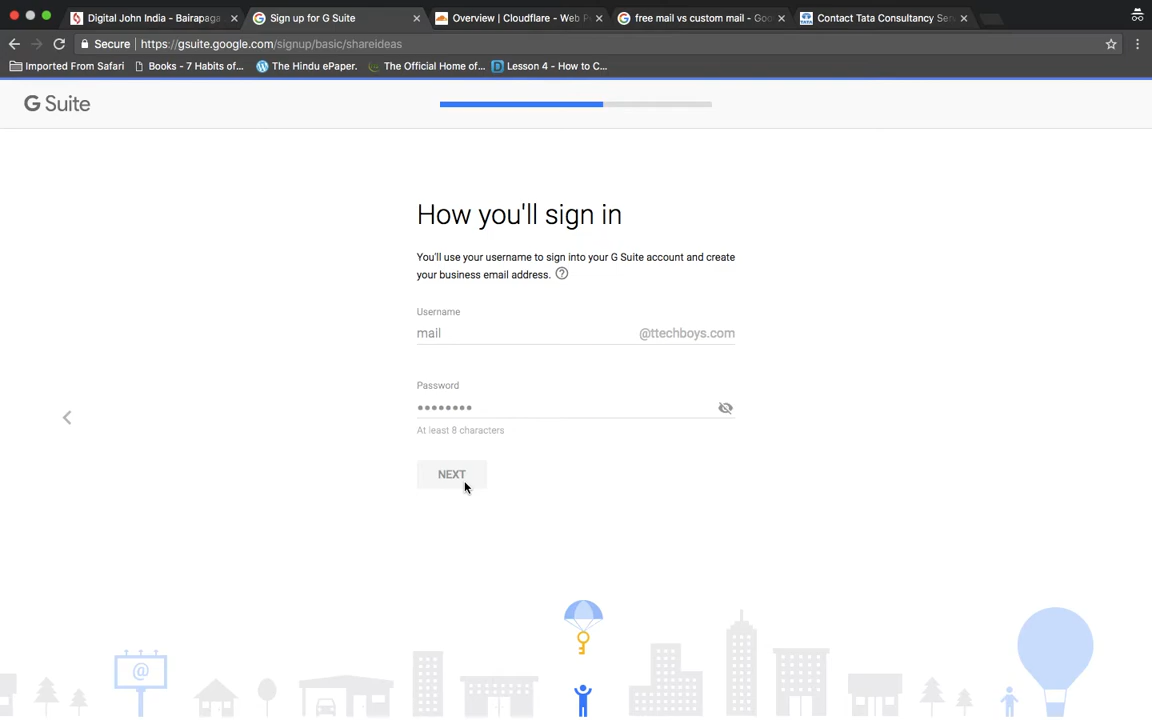 Digital John India - Bairapaga
Sign up for G Suite
Overview | Cloudflare - Web P
free mail vs custom mail - Goo
Contact Tata Consultancy Ser
Secure | https://gsuite.google.com/signup/basic/shareideas
Imported From Safari
Books - 7 Habits of...
The Hindu ePaper.
The Official Home of...
Lesson 4 - How to C...
G Suite
How you'll sign in
You'll use your username to sign into your G Suite account and create
your business email address. ?
Username
mail @ttechboys.com
Password
••••••••
At least 8 characters
NEXT
@